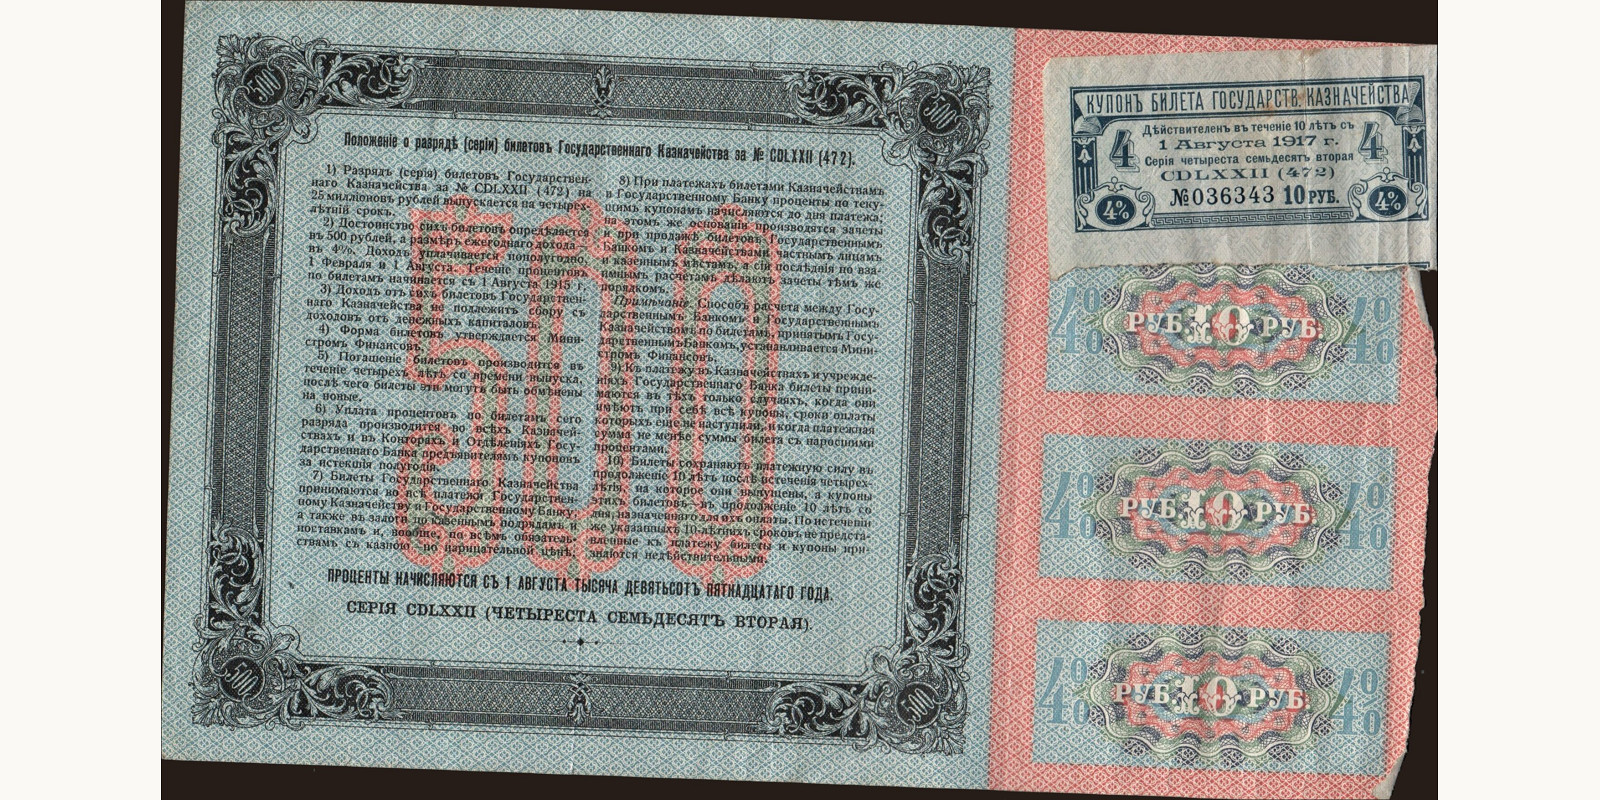 500
500
Положеніе о разрядѣ (серіи) билетовъ Государственнаго Казначейства за № CDLXXII (472).
1) Разрядъ (серія) билетовъ Государствен-
наго Казначейства за № CDLXXII (472) на
25 милліоновъ рублей выпускается на четырех-
лѣтній срокъ.
2) Достоинство сихъ билетовъ опредѣляется
въ 500 рублей, а размѣръ ежегоднаго дохода—
въ 4%. Доходъ уплачивается пополугодно,
1 Февраля и 1 Августа. Теченіе процентовъ
по билетамъ начинается съ 1 Августа 1915 г.
3) Доходъ отъ сихъ билетовъ Государствен-
наго Казначейства не подлежитъ сбору съ
доходовъ отъ денежныхъ капиталовъ.
4) Форма билетовъ утверждается Мини-
стромъ Финансовъ.
5) Погашеніе билетовъ производится въ
теченіе четырехъ лѣтъ со времени выпуска,
послѣ чего билеты эти могутъ быть обмѣнены
на новые.
6) Уплата процентовъ по билетамъ сего
разряда производится во всѣхъ Казначей-
ствахъ и въ Конторахъ и Отдѣленіяхъ Госу-
дарственнаго Банка предъявителямъ купоновъ
за истекшія полугодія.
7) Билеты Государственнаго Казначейства
принимаются во всѣ платежи Государствен-
ному Казначейству и Государственному Банку,
а также въ залоги по казеннымъ подрядамъ и
поставкамъ и, вообще, по всѣмъ обязатель-
ствамъ съ казною, по нарицательной цѣнѣ.
8) При платежахъ билетами Казначействамъ
и Государственному Банку проценты по теку-
щимъ купонамъ начисляются до дня платежа;
на этомъ же основаніи производятся зачеты
и при продажѣ билетовъ Государственнымъ
Банкомъ и Казначействами частнымъ лицамъ
и казеннымъ мѣстамъ, а сіи послѣднія по вза-
имнымъ расчетамъ дѣлаютъ зачеты тѣмъ же
порядкомъ.
Примѣчаніе. Способъ расчета между Госу-
дарственнымъ Банкомъ и Государственнымъ
Казначействомъ по билетамъ, принятымъ Госу-
дарственнымъ Банкомъ, устанавливается Мини-
стромъ Финансовъ.
9) Къ платежу въ Казначействахъ и учрежде-
ніяхъ Государственнаго Банка билеты прини-
маются въ тѣхъ только случаяхъ, когда они
имѣютъ при себѣ всѣ купоны, сроки оплаты
которыхъ еще не наступили, и когда платежная
сумма не менѣе суммы билета съ наросшими
процентами.
10) Билеты сохраняютъ платежную силу въ
продолженіе 10 лѣтъ послѣ истеченія четырех-
лѣтія, на которое они выпущены, а купоны
этихъ билетовъ—въ продолженіе 10 лѣтъ со
дня, назначеннаго для ихъ оплаты. По истеченіи
же указанныхъ 10-лѣтнихъ сроковъ не предста-
вленные къ платежу билеты и купоны при-
знаются недѣйствительными.
500
ПРОЦЕНТЫ НАЧИСЛЯЮТСЯ СЪ 1 АВГУСТА ТЫСЯЧА ДЕВЯТЬСОТЪ ПЯТНАДЦАТАГО ГОДА.
СЕРІЯ CDLXXII (ЧЕТЫРЕСТА СЕМЬДЕСЯТЪ ВТОРАЯ).
500
500
КУПОНЪ БИЛЕТА ГОСУДАРСТВ. КАЗНАЧЕЙСТВА
4
Дѣйствителенъ въ теченіе 10 лѣтъ съ
1 Августа 1917 г.
Серія четыреста семьдесятъ вторая
CDLXXII (472)
4
4%
№036343 10 РУБ.
4%
4%
РУБ. 10 РУБ.
4%
4%
РУБ. 10 РУБ.
4%
4%
РУБ. 10 РУБ.
4%